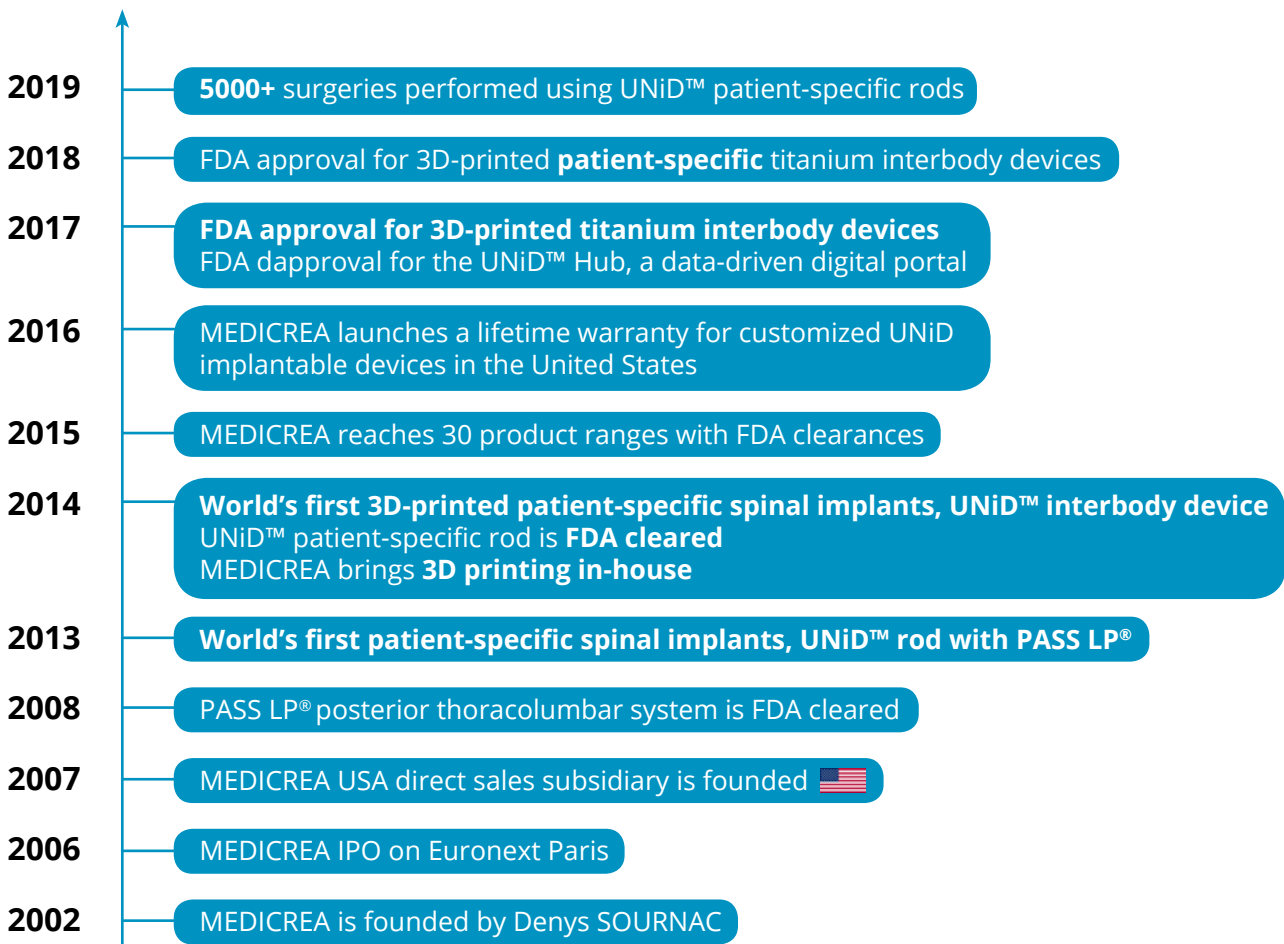 2019
5000+ surgeries performed using UNiD™ patient-specific rods
2018
FDA approval for 3D-printed patient-specific titanium interbody devices
2017
FDA approval for 3D-printed titanium interbody devices
FDA dapproval for the UNiD™ Hub, a data-driven digital portal
2016
MEDICREA launches a lifetime warranty for customized UNiD
implantable devices in the United States
2015
MEDICREA reaches 30 product ranges with FDA clearances
2014
World's first 3D-printed patient-specific spinal implants, UNiD™ interbody device
UNiD™ patient-specific rod is FDA cleared
MEDICREA brings 3D printing in-house
2013
World's first patient-specific spinal implants, UNiD™ rod with PASS LP®
2008
PASS LP® posterior thoracolumbar system is FDA cleared
2007
MEDICREA USA direct sales subsidiary is founded
2006
MEDICREA IPO on Euronext Paris
2002
MEDICREA is founded by Denys SOURNAC